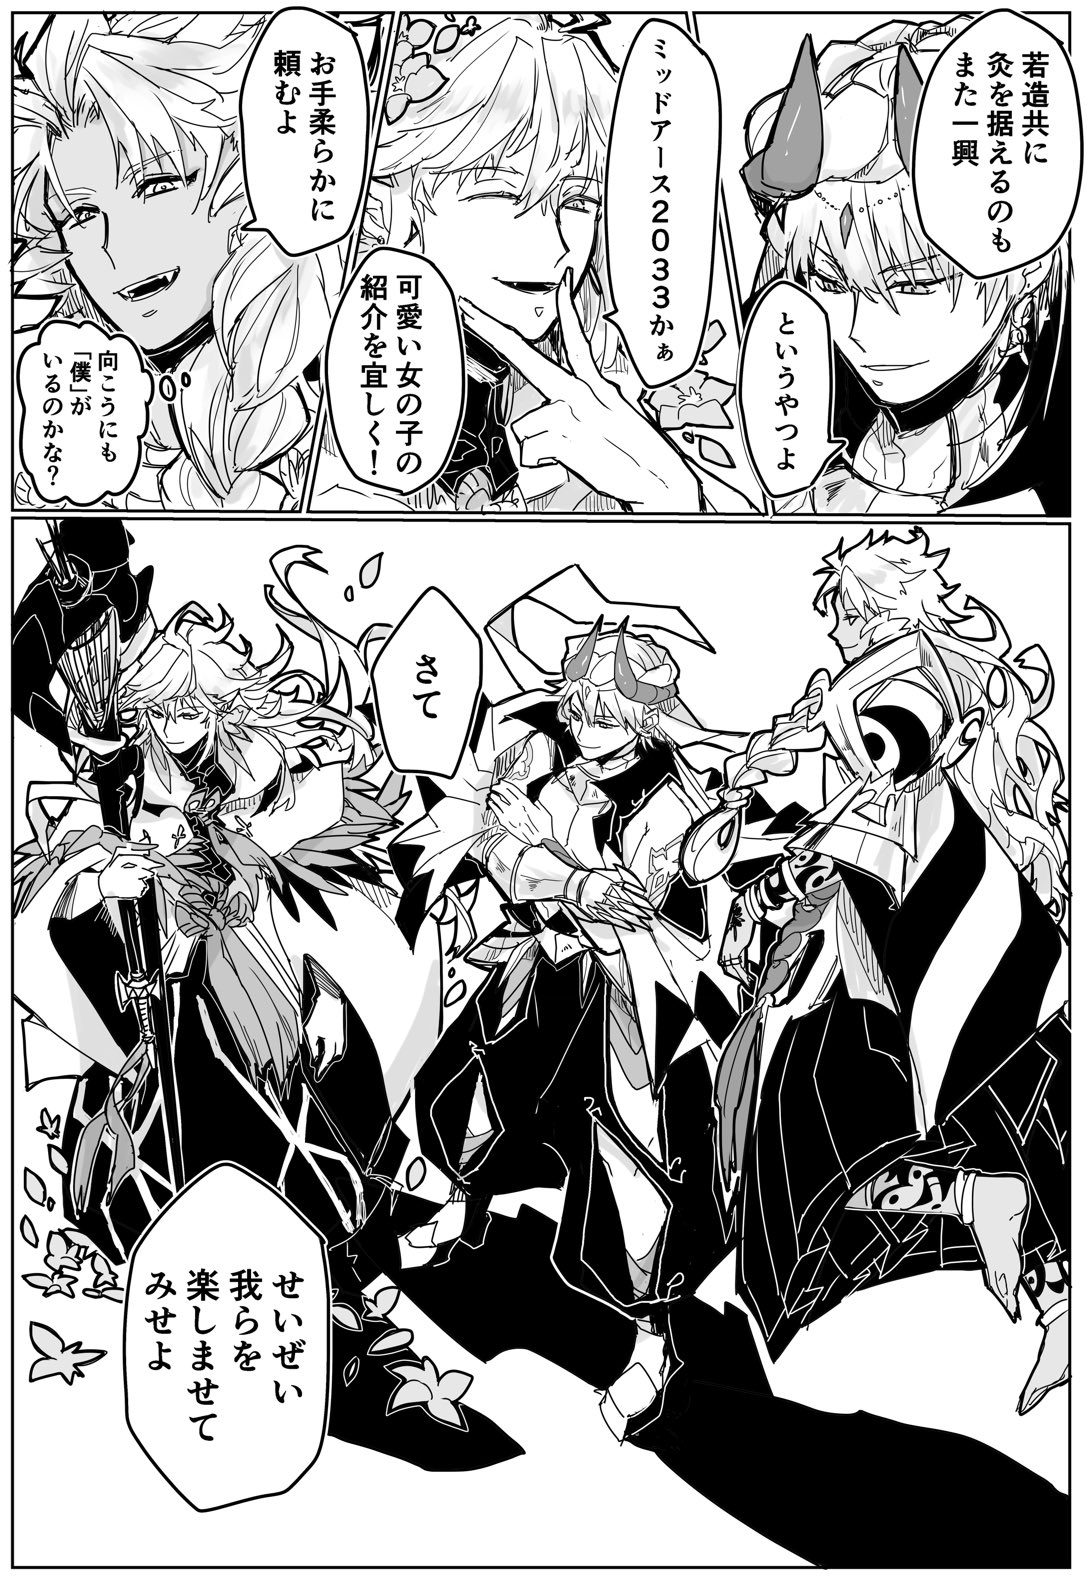 若造共に
灸を据えるのも
また一興
というやつよ
ミッドアース2033かぁ
可愛い女の子の
紹介を宜しく!
お手柔らかに
頼むよ
向こうにも
「僕」が
いるのかな?
さて
せいぜい
我らを
楽しませて
みせよ